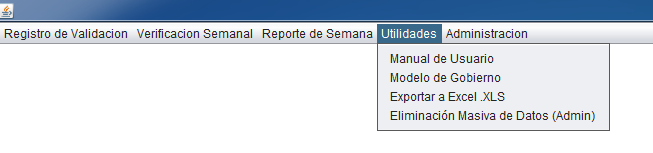 Registro de Validacion Verificacion Semanal Reporte de Semana Utilidades Administracion
Manual de Usuario
Modelo de Gobierno
Exportar a Excel .XLS
Eliminación Masiva de Datos (Admin)